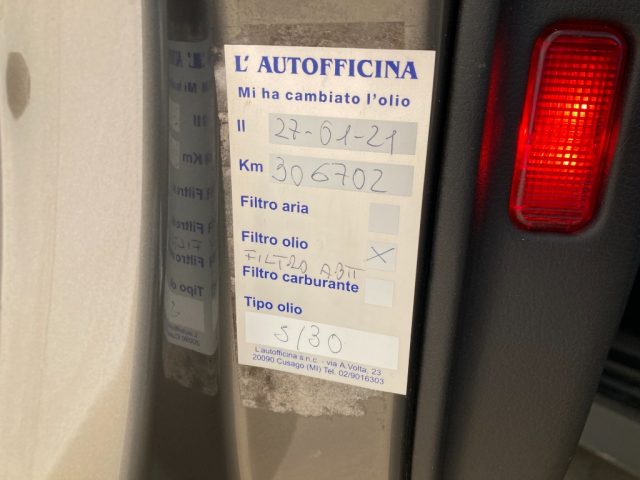 L' AUTOFFICINA
Mi ha cambiato l'olio
Il 27-01-21
Km 306702
Filtro aria
Filtro olio X
FILTRO ABIT
Filtro carburante
Tipo olio
5/30
L'autofficina s.n.c. - via A.Volta, 23
20090 Cusago (MI) Tel. 02/9016303